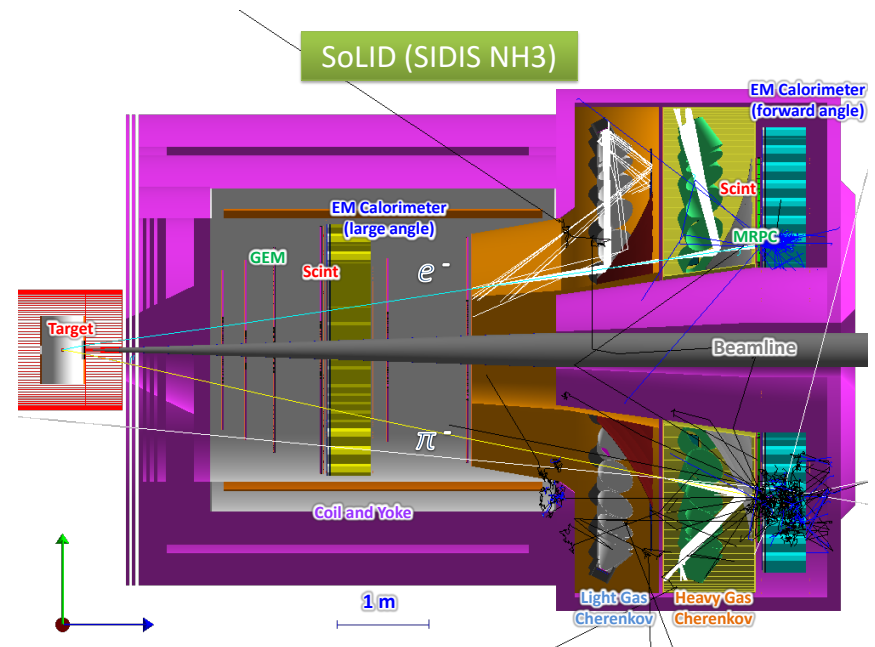 SoLID (SIDIS NH3)
EM Calorimeter
(forward angle)
EM Calorimeter
(large angle)
Scint
GEM
Scint
e⁻
MRPC
Target
Beamline
π⁻
Coil and Yoke
1 m
Light Gas
Cherenkov
Heavy Gas
Cherenkov